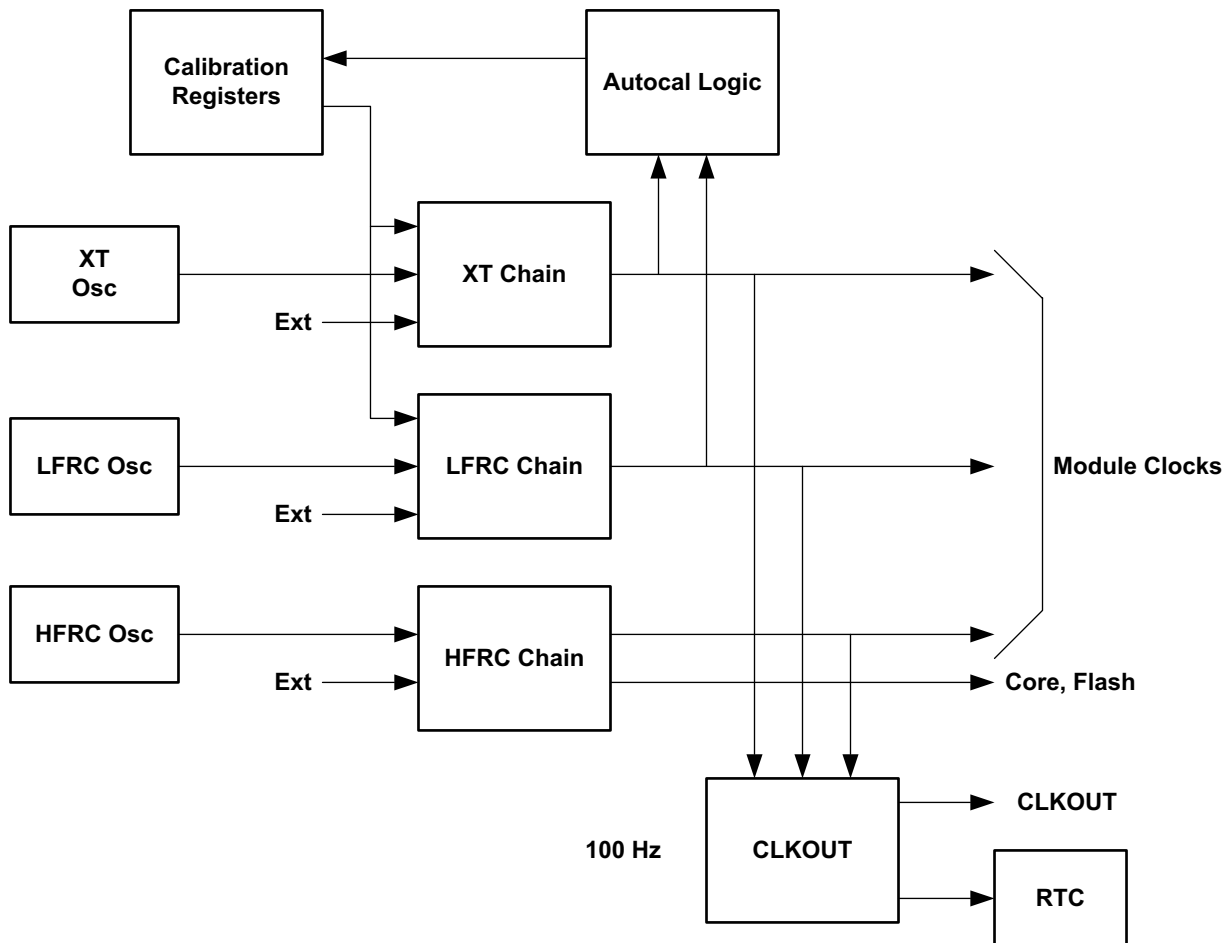 Calibration
Registers
Autocal Logic
XT
Osc
XT Chain
Ext
LFRC Osc
LFRC Chain
Module Clocks
Ext
HFRC Osc
HFRC Chain
Ext
Core, Flash
CLKOUT
100 Hz
CLKOUT
RTC